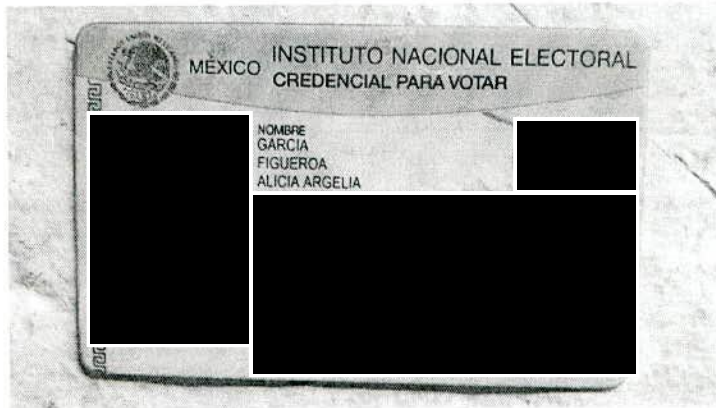 MÉXICO INSTITUTO NACIONAL ELECTORAL
CREDENCIAL PARA VOTAR
NOMBRE
GARCIA
FIGUEROA
ALICIA ARGELIA